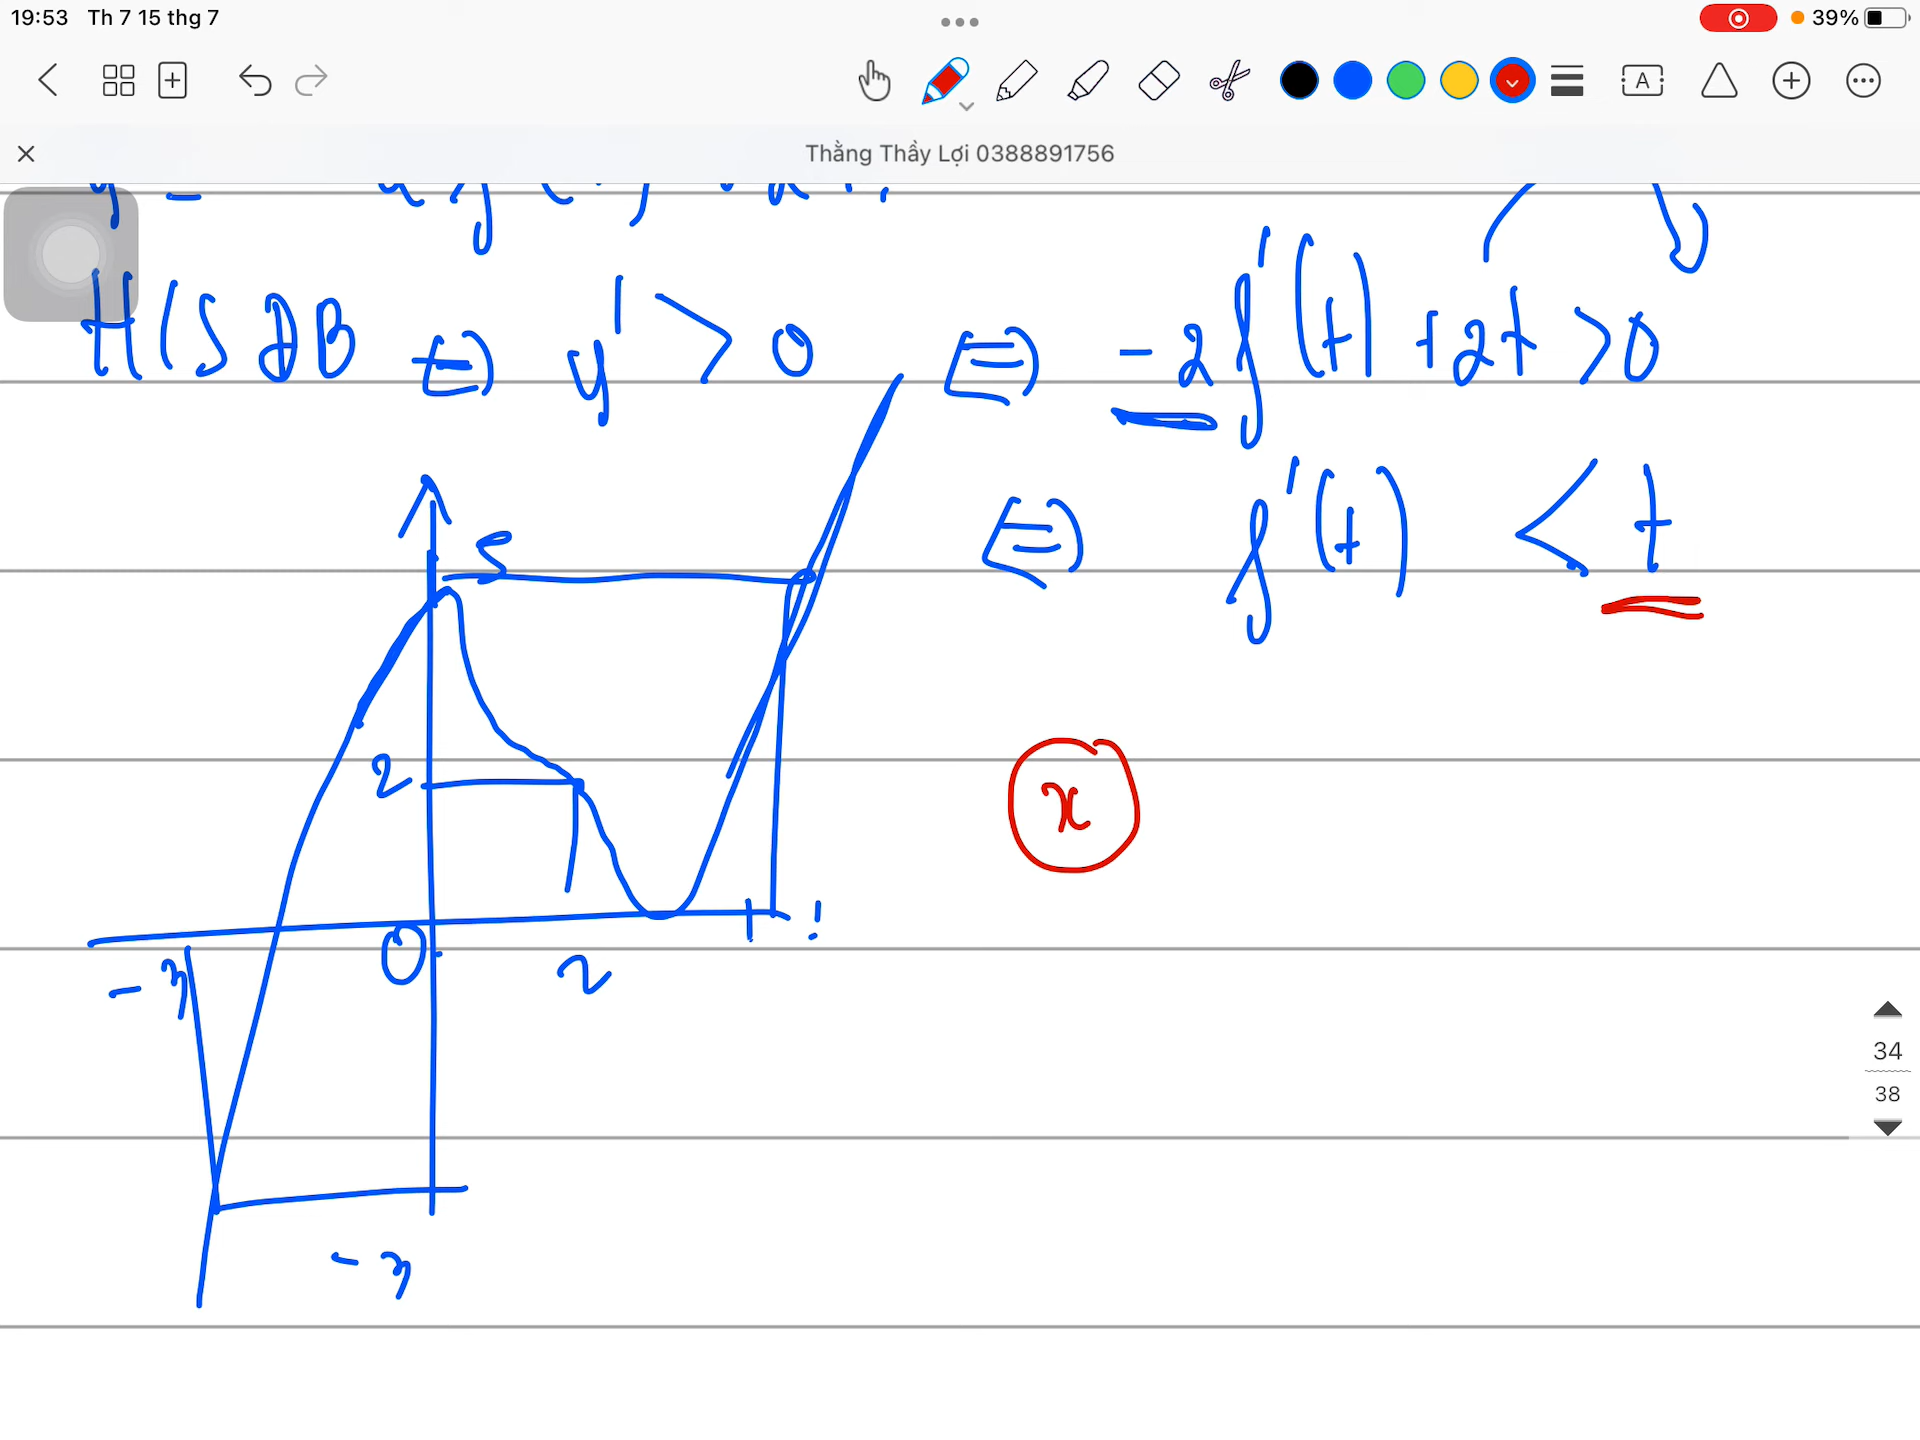 19:53 Th 7 15 thg 7
39%
A
Thằng Thầy Lợi 0388891756
HSĐB ⇔ y' > 0 ⇔ -2f'(t) + 2t > 0
⇔ f'(t) < t
5
2
x
-3 0 2
-3
34
38